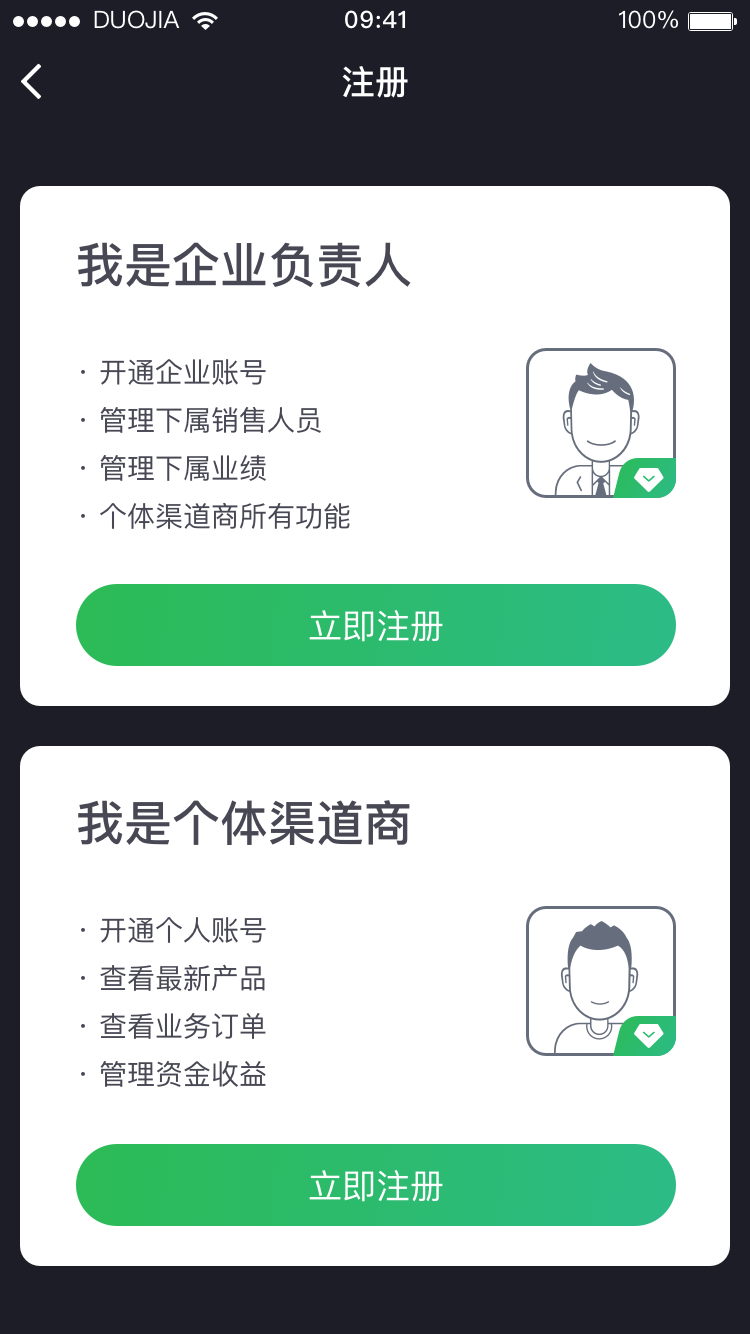 DUOJIA 09:41 100%
注册
我是企业负责人
· 开通企业账号
· 管理下属销售人员
· 管理下属业绩
· 个体渠道商所有功能
立即注册
我是个体渠道商
· 开通个人账号
· 查看最新产品
· 查看业务订单
· 管理资金收益
立即注册